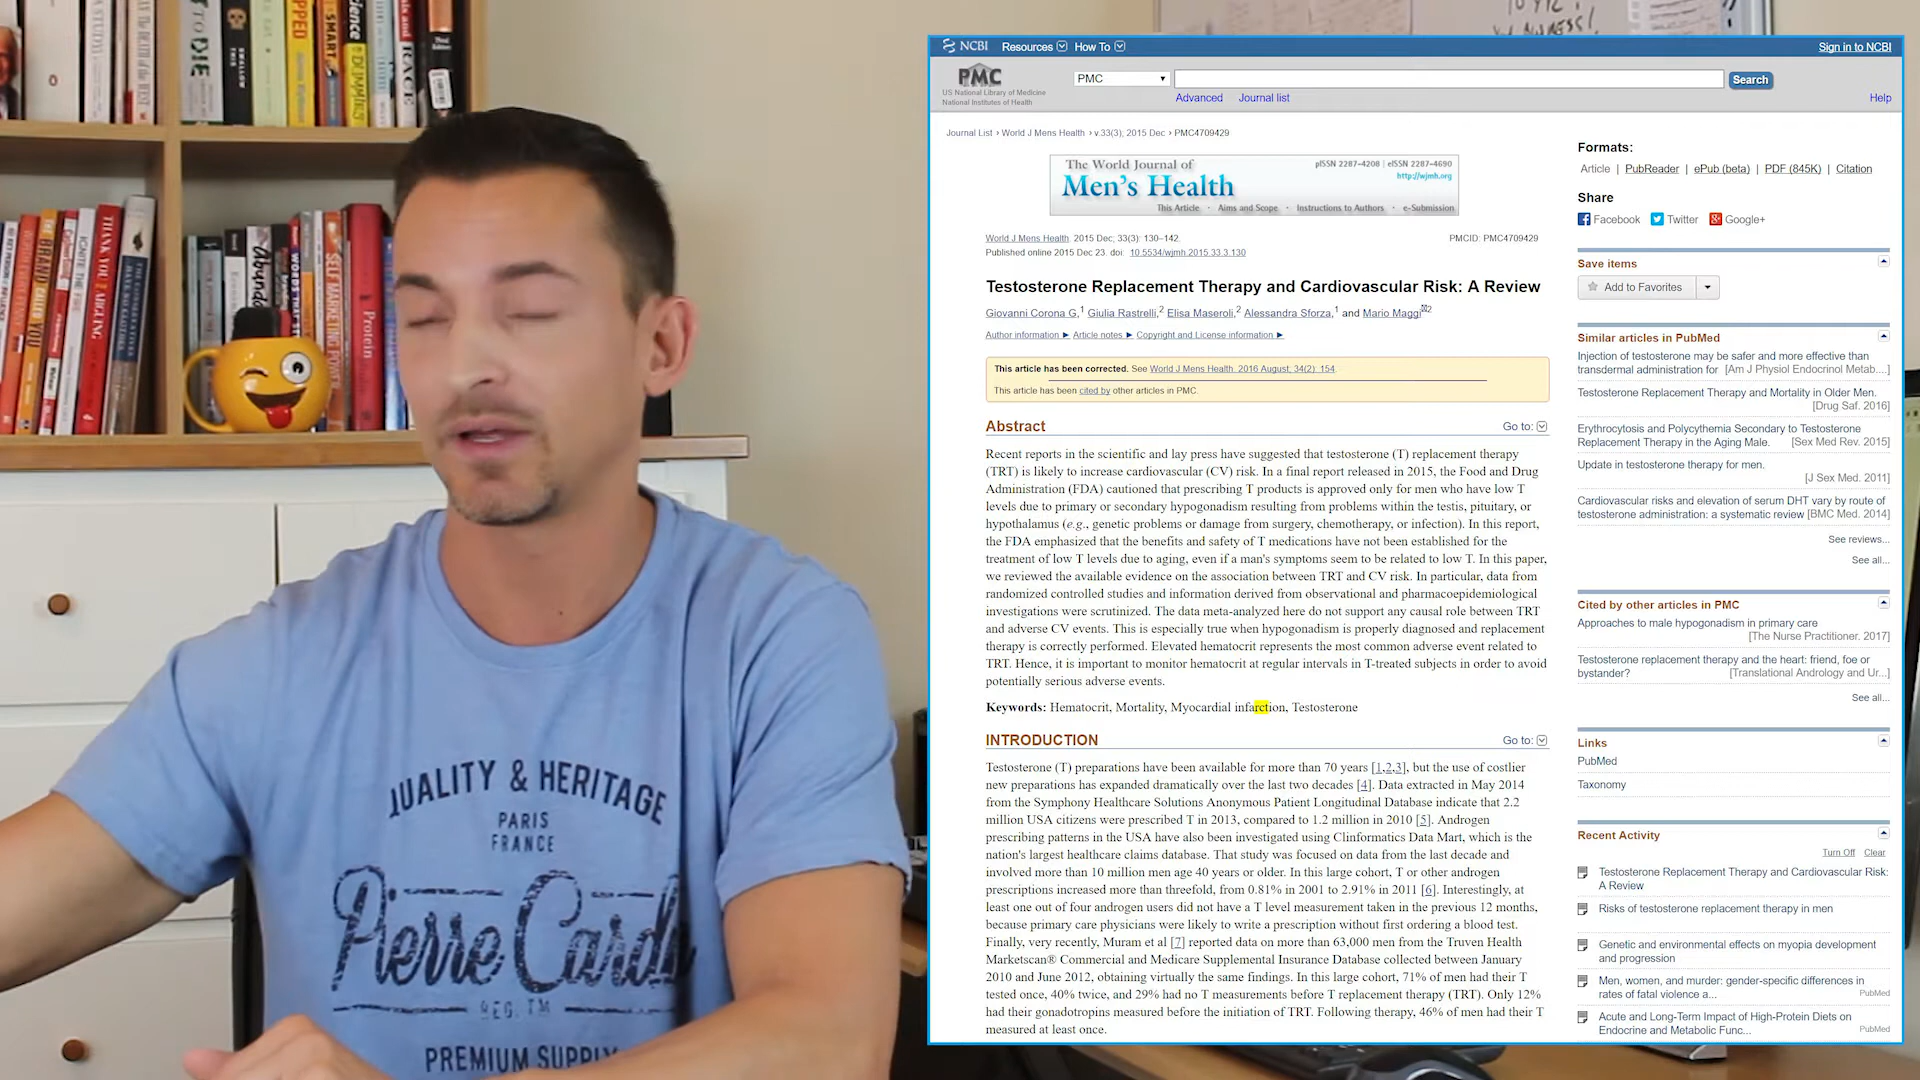 NCBI Resources How To Sign in to NCBI
PMC
US National Library of Medicine
National Institutes of Health
PMC Search
Advanced Journal list Help
Journal List › World J Mens Health › v.33(3), 2015 Dec › PMC4709429
The World Journal of
Men's Health
pISSN 2287-4208 | eISSN 2287-4690
http://wjmh.org
This Article · Aims and Scope · Instructions to Authors · e-Submission
World J Mens Health. 2015 Dec; 33(3): 130–142. PMCID: PMC4709429
Published online 2015 Dec 23. doi: 10.5534/wjmh.2015.33.3.130
Testosterone Replacement Therapy and Cardiovascular Risk: A Review
Giovanni Corona G,1 Giulia Rastrelli,2 Elisa Maseroli,2 Alessandra Sforza,1 and Mario Maggi2
Author information ► Article notes ► Copyright and License information ►
This article has been corrected. See World J Mens Health. 2016 August; 34(2): 154.
This article has been cited by other articles in PMC.
Abstract Go to:
Recent reports in the scientific and lay press have suggested that testosterone (T) replacement therapy
(TRT) is likely to increase cardiovascular (CV) risk. In a final report released in 2015, the Food and Drug
Administration (FDA) cautioned that prescribing T products is approved only for men who have low T
levels due to primary or secondary hypogonadism resulting from problems within the testis, pituitary, or
hypothalamus (e.g., genetic problems or damage from surgery, chemotherapy, or infection). In this report,
the FDA emphasized that the benefits and safety of T medications have not been established for the
treatment of low T levels due to aging, even if a man's symptoms seem to be related to low T. In this paper,
we reviewed the available evidence on the association between TRT and CV risk. In particular, data from
randomized controlled studies and information derived from observational and pharmacoepidemiological
investigations were scrutinized. The data meta-analyzed here do not support any causal role between TRT
and adverse CV events. This is especially true when hypogonadism is properly diagnosed and replacement
therapy is correctly performed. Elevated hematocrit represents the most common adverse event related to
TRT. Hence, it is important to monitor hematocrit at regular intervals in T-treated subjects in order to avoid
potentially serious adverse events.
Keywords: Hematocrit, Mortality, Myocardial infarction, Testosterone
INTRODUCTION Go to:
Testosterone (T) preparations have been available for more than 70 years [1,2,3], but the use of costlier
new preparations has expanded dramatically over the last two decades [4]. Data extracted in May 2014
from the Symphony Healthcare Solutions Anonymous Patient Longitudinal Database indicate that 2.2
million USA citizens were prescribed T in 2013, compared to 1.2 million in 2010 [5]. Androgen
prescribing patterns in the USA have also been investigated using Clinformatics Data Mart, which is the
nation's largest healthcare claims database. That study was focused on data from the last decade and
involved more than 10 million men age 40 years or older. In this large cohort, T or other androgen
prescriptions increased more than threefold, from 0.81% in 2001 to 2.91% in 2011 [6]. Interestingly, at
least one out of four androgen users did not have a T level measurement taken in the previous 12 months,
because primary care physicians were likely to write a prescription without first ordering a blood test.
Finally, very recently, Muram et al [7] reported data on more than 63,000 men from the Truven Health
Marketscan® Commercial and Medicare Supplemental Insurance Database collected between January
2010 and June 2012, obtaining virtually the same findings. In this large cohort, 71% of men had their T
tested once, 40% twice, and 29% had no T measurements before T replacement therapy (TRT). Only 12%
had their gonadotropins measured before the initiation of TRT. Following therapy, 46% of men had their T
measured at least once.
Formats:
Article | PubReader | ePub (beta) | PDF (845K) | Citation
Share
Facebook Twitter Google+
Save items
Add to Favorites
Similar articles in PubMed
Injection of testosterone may be safer and more effective than
transdermal administration for [Am J Physiol Endocrinol Metab....]
Testosterone Replacement Therapy and Mortality in Older Men.
[Drug Saf. 2016]
Erythrocytosis and Polycythemia Secondary to Testosterone
Replacement Therapy in the Aging Male. [Sex Med Rev. 2015]
Update in testosterone therapy for men.
[J Sex Med. 2011]
Cardiovascular risks and elevation of serum DHT vary by route of
testosterone administration: a systematic review [BMC Med. 2014]
See reviews...
See all...
Cited by other articles in PMC
Approaches to male hypogonadism in primary care
[The Nurse Practitioner. 2017]
Testosterone replacement therapy and the heart: friend, foe or
bystander? [Translational Andrology and Ur...]
See all...
Links
PubMed
Taxonomy
Recent Activity
Turn Off Clear
Testosterone Replacement Therapy and Cardiovascular Risk:
A Review
Risks of testosterone replacement therapy in men
Genetic and environmental effects on myopia development
and progression
Men, women, and murder: gender-specific differences in
rates of fatal violence a... PubMed
Acute and Long-Term Impact of High-Protein Diets on
Endocrine and Metabolic Func... PubMed
QUALITY & HERITAGE
PARIS
FRANCE
Pierre Cardi
REG. TM
PREMIUM SUPPL
TO DIE
SMART
DUMMIES
RACE
THANK YOU
ARGUING
BRAND YOU
SELF MARKETING POWER
Protein
Abund